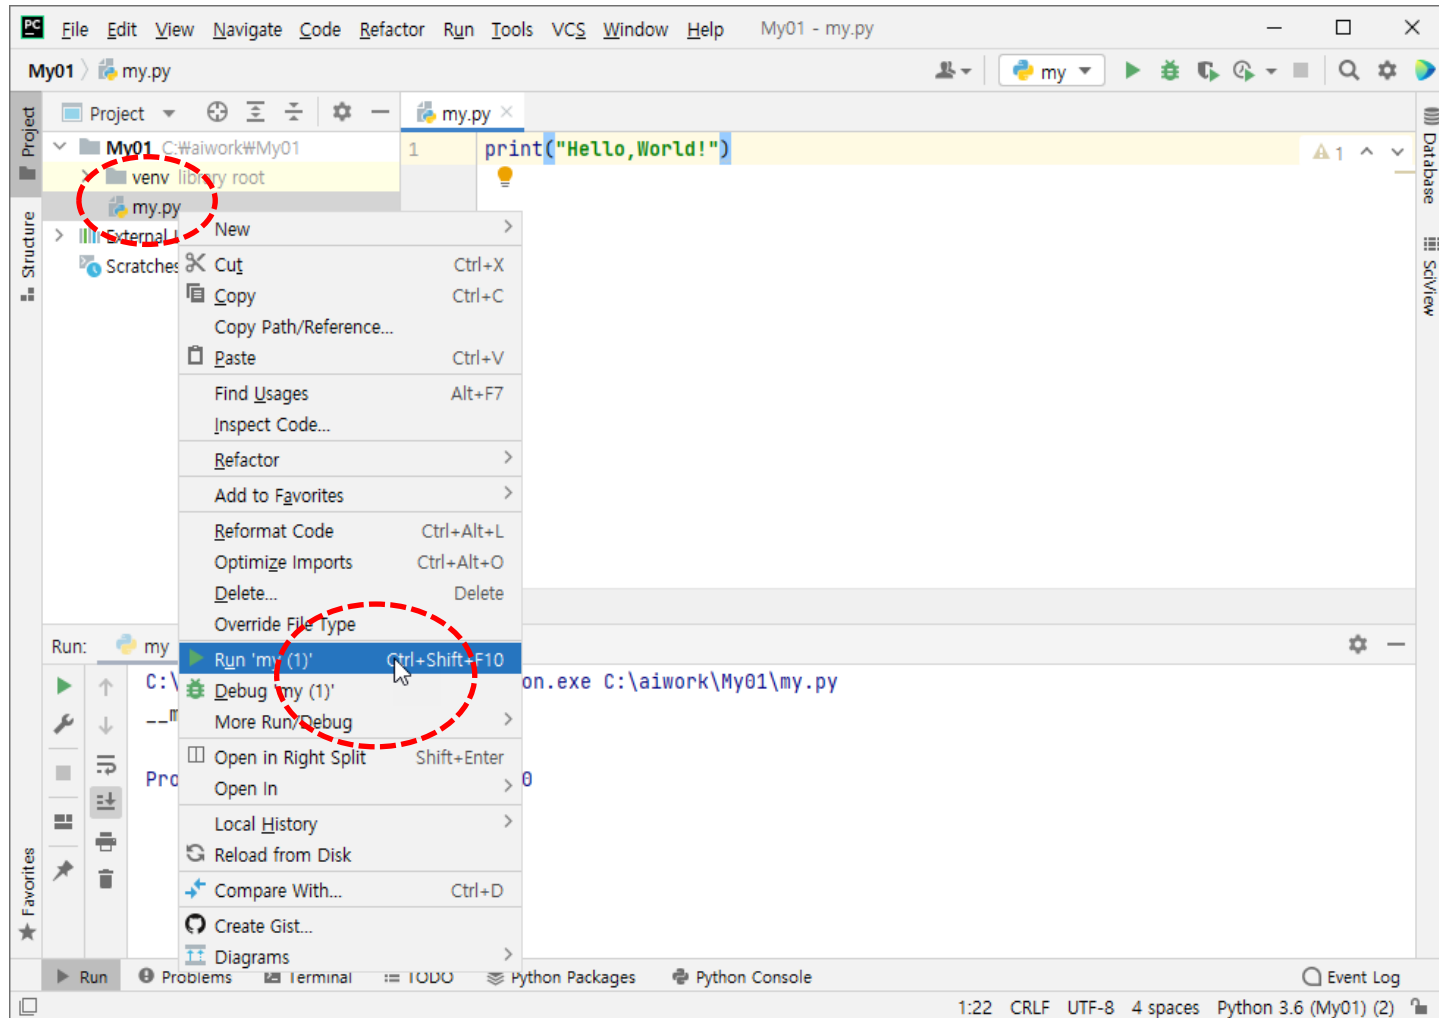 PC File Edit View Navigate Code Refactor Run Tools VCS Window Help My01 - my.py
My01 my.py my
Project my.py
My01 C:₩aiwork₩My01
1 print("Hello,World!")
1
venv library root
my.py
External
Scratches
New
Cut Ctrl+X
Copy Ctrl+C
Copy Path/Reference...
Paste Ctrl+V
Find Usages Alt+F7
Inspect Code...
Refactor
Add to Favorites
Reformat Code Ctrl+Alt+L
Optimize Imports Ctrl+Alt+O
Delete... Delete
Override File Type
Run 'my (1)' Ctrl+Shift+F10
Debug 'my (1)'
More Run/Debug
Open in Right Split Shift+Enter
Open In
Local History
Reload from Disk
Compare With... Ctrl+D
Create Gist...
Diagrams
Run: my
C:\ on.exe C:\aiwork\My01\my.py
__m
Pro 0
Project
Structure
Favorites
Database
SciView
Run Problems Terminal TODO Python Packages Python Console Event Log
1:22 CRLF UTF-8 4 spaces Python 3.6 (My01) (2)